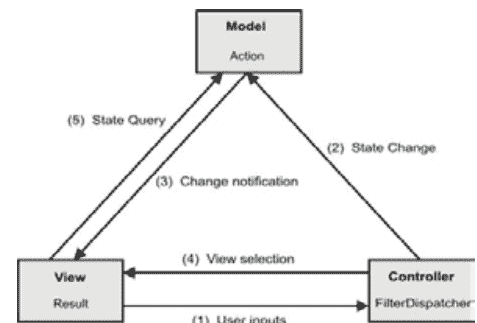 Model
Action
(5) State Query
(2) State Change
(3) Change notification
(4) View selection
View
Result
Controller
FilterDispatcher
(1) User inputs